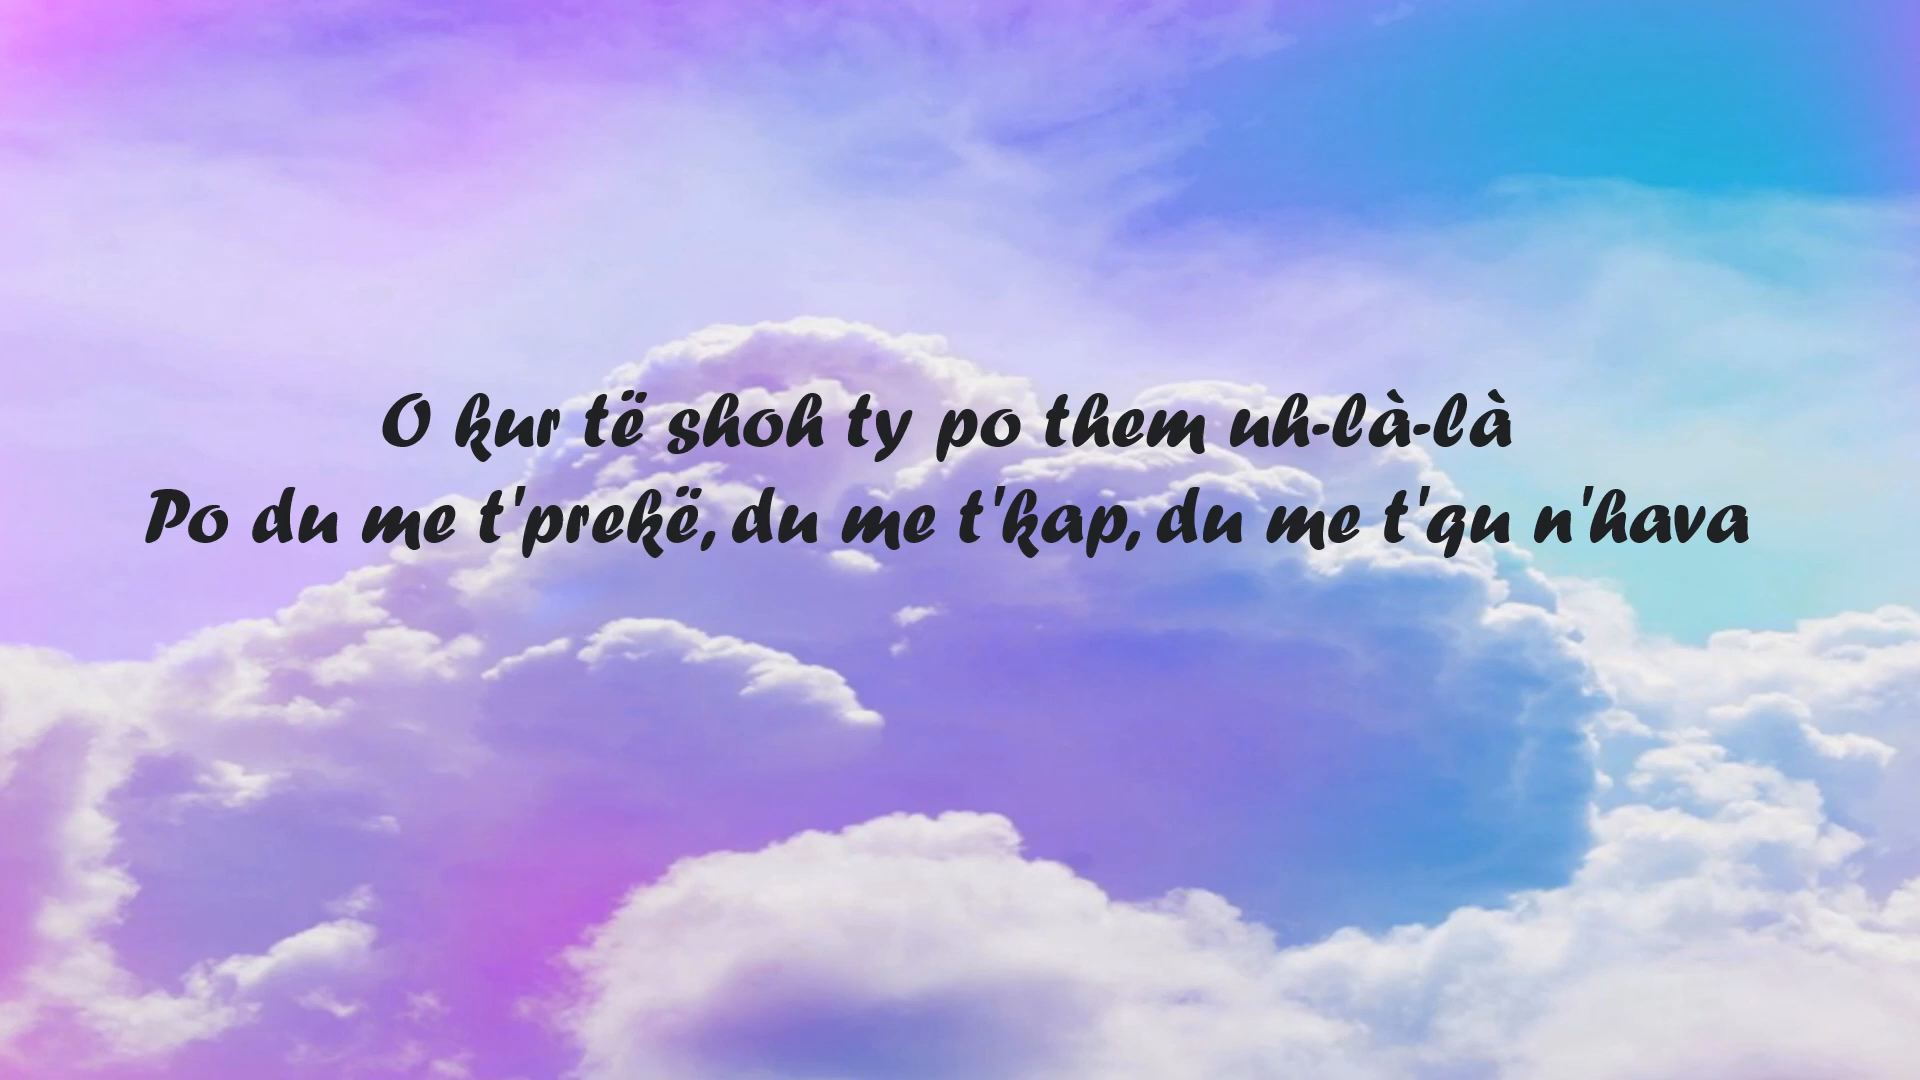 O kur të shoh ty po them uh-là-là
Po du me t'prekë, du me t'kap, du me t'qu n'hava